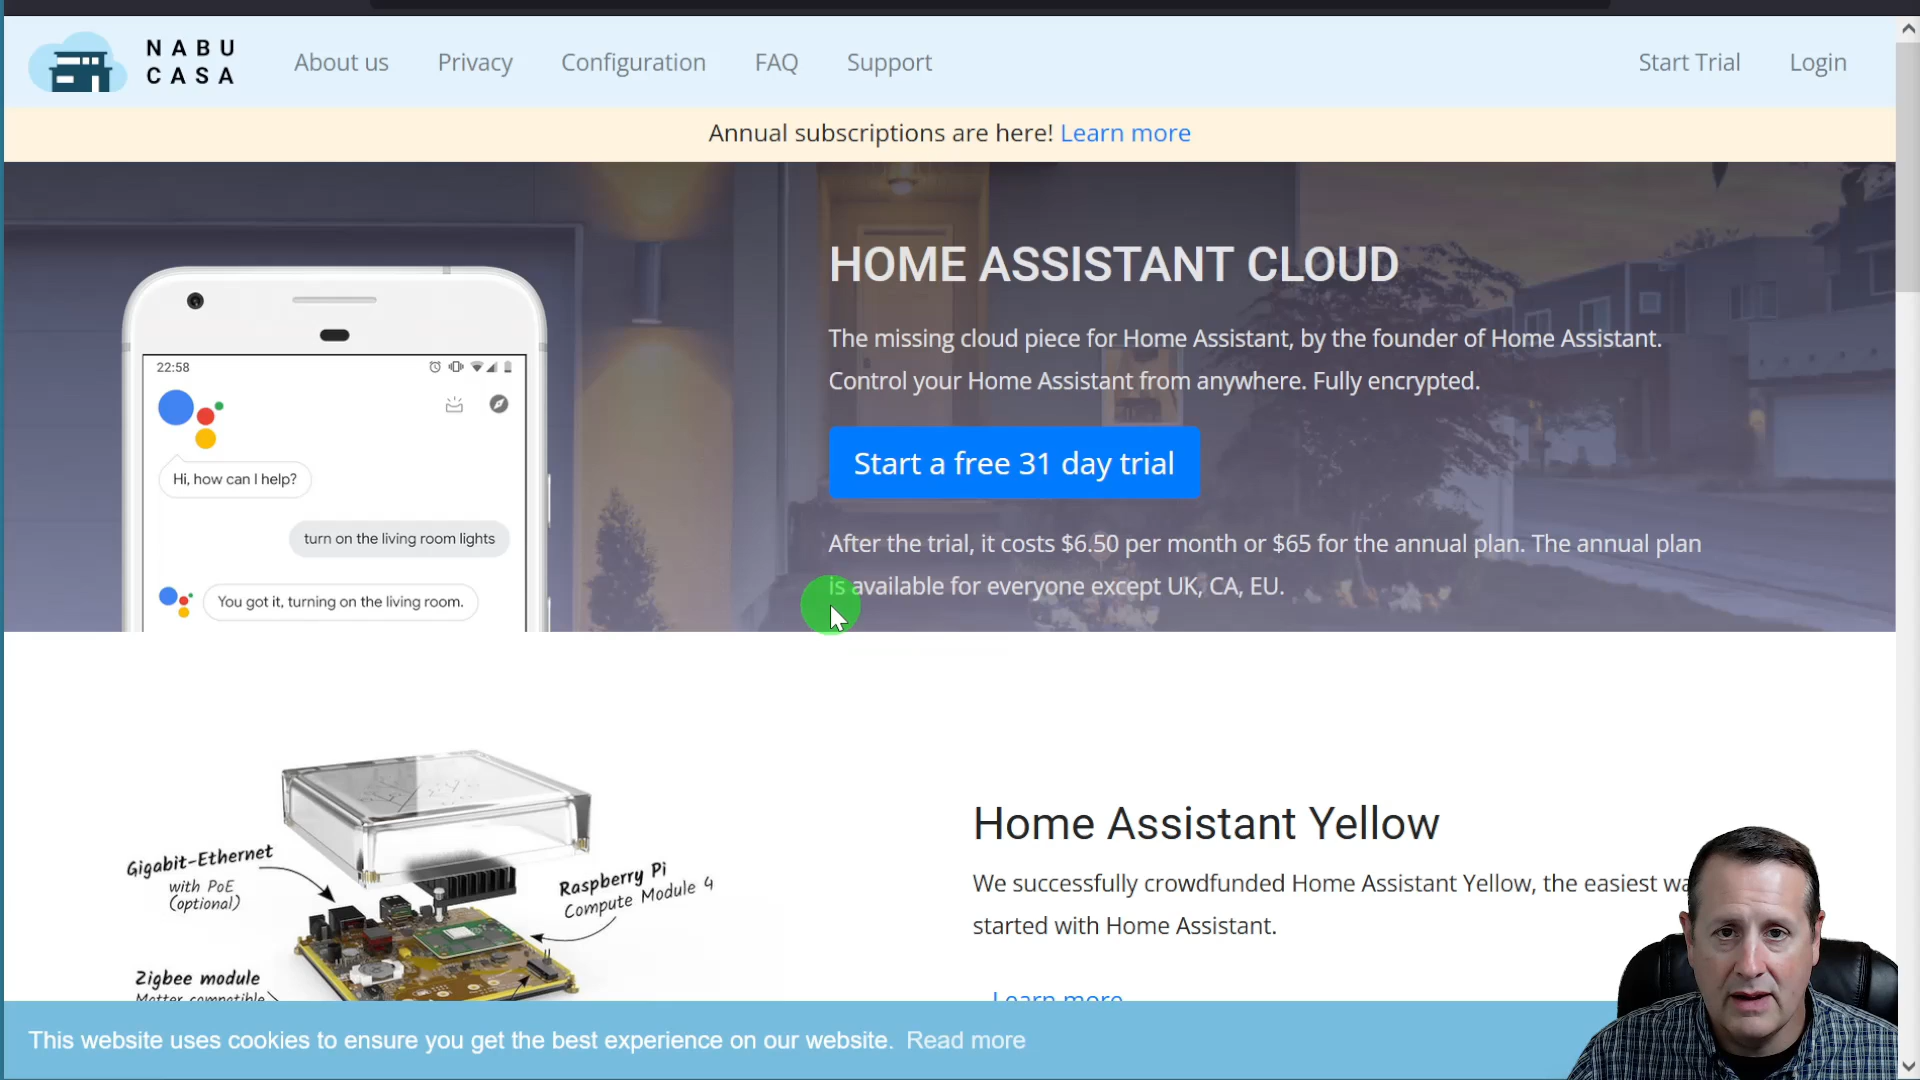 NABU
CASA
About us
Privacy
Configuration
FAQ
Support
Start Trial
Login
Annual subscriptions are here! Learn more
HOME ASSISTANT CLOUD
The missing cloud piece for Home Assistant, by the founder of Home Assistant.
Control your Home Assistant from anywhere. Fully encrypted.
Start a free 31 day trial
After the trial, it costs $6.50 per month or $65 for the annual plan. The annual plan
is available for everyone except UK, CA, EU.
22:58
Hi, how can I help?
turn on the living room lights
You got it, turning on the living room.
Gigabit-Ethernet
with PoE
(optional)
Raspberry Pi
Compute Module 4
Zigbee module
Matter compatible
Home Assistant Yellow
We successfully crowdfunded Home Assistant Yellow, the easiest
started with Home Assistant.
Learn more
This website uses cookies to ensure you get the best experience on our website. Read more